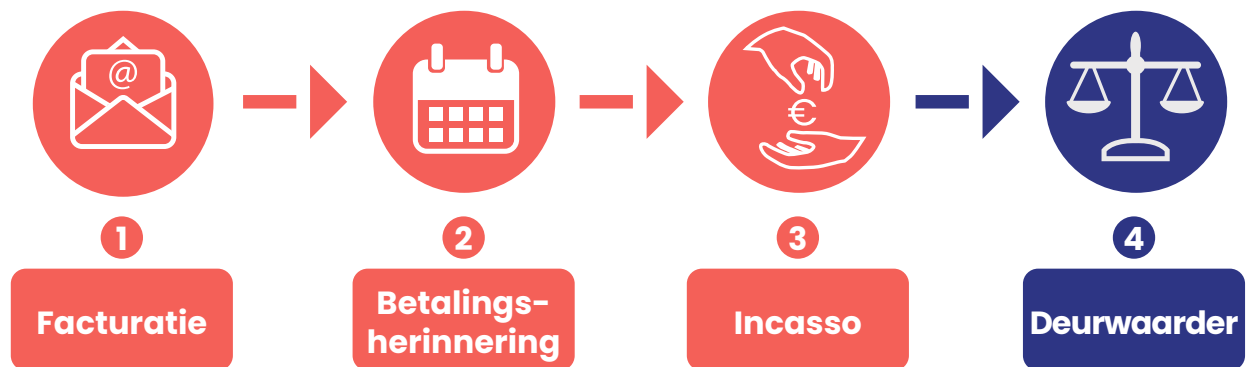 @
€
1
Facturatie
2
Betalings-
herinnering
3
Incasso
4
Deurwaarder